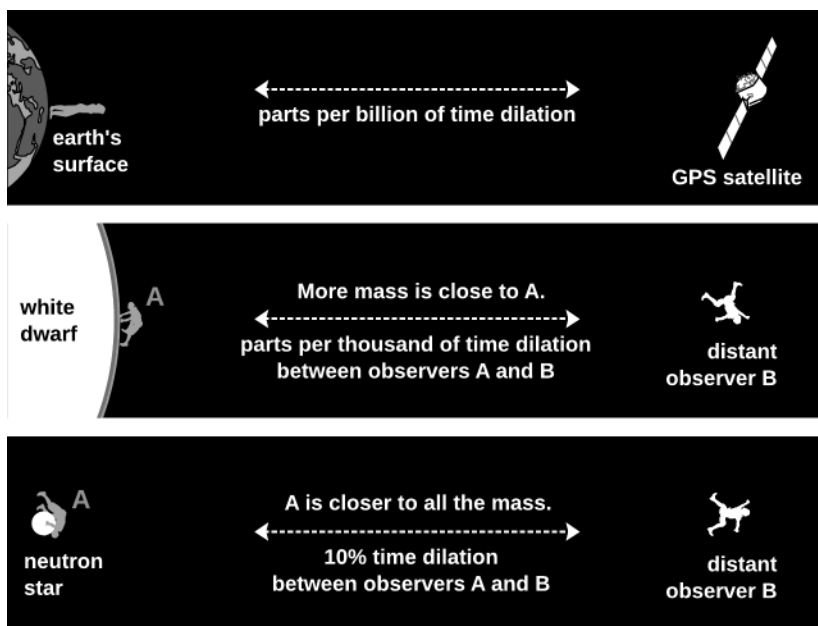 parts per billion of time dilation
earth's
surface
GPS satellite
white
dwarf
A
More mass is close to A.
parts per thousand of time dilation
between observers A and B
distant
observer B
A
neutron
star
A is closer to all the mass.
10% time dilation
between observers A and B
distant
observer B